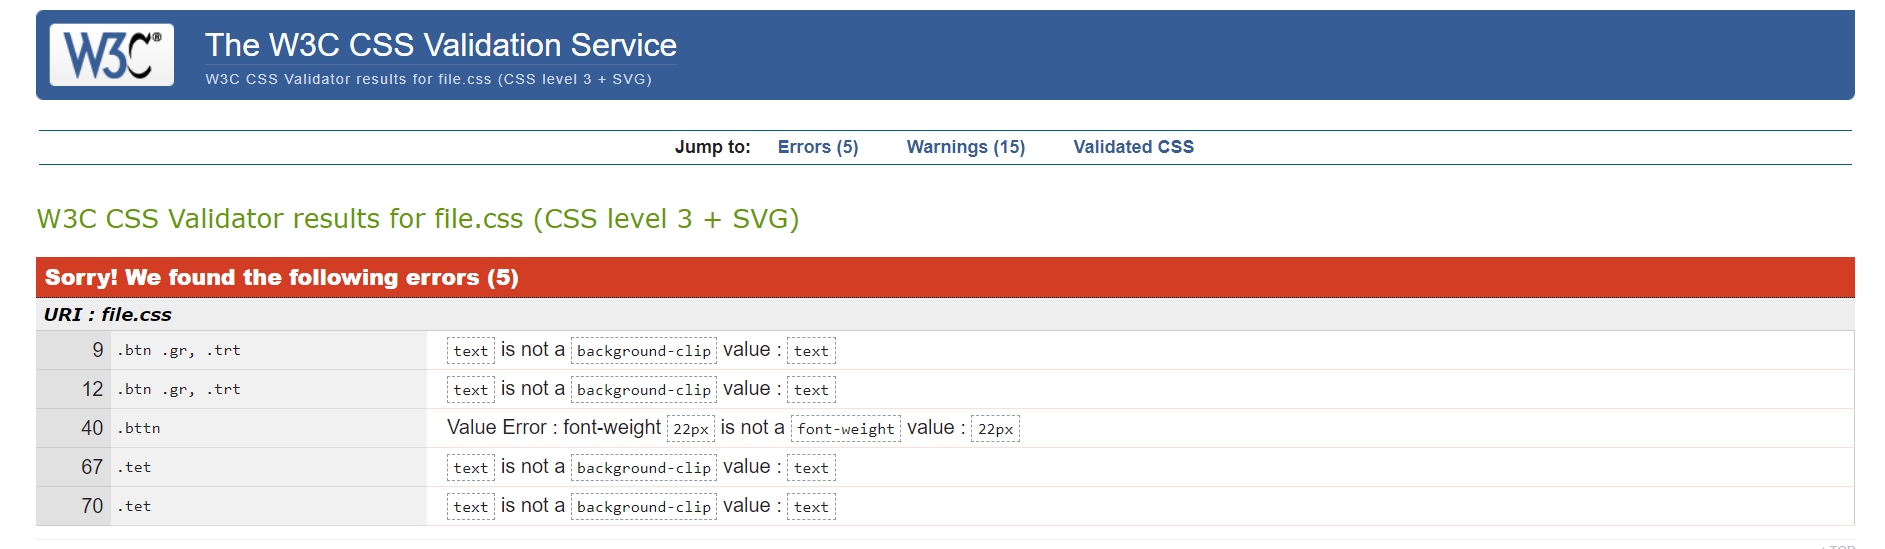 W3C®
The W3C CSS Validation Service
W3C CSS Validator results for file.css (CSS level 3 + SVG)
Jump to: Errors (5) Warnings (15) Validated CSS
W3C CSS Validator results for file.css (CSS level 3 + SVG)
Sorry! We found the following errors (5)
URI : file.css
9 .btn .gr, .trt text is not a background-clip value : text
12 .btn .gr, .trt text is not a background-clip value : text
40 .bttn Value Error : font-weight 22px is not a font-weight value : 22px
67 .tet text is not a background-clip value : text
70 .tet text is not a background-clip value : text